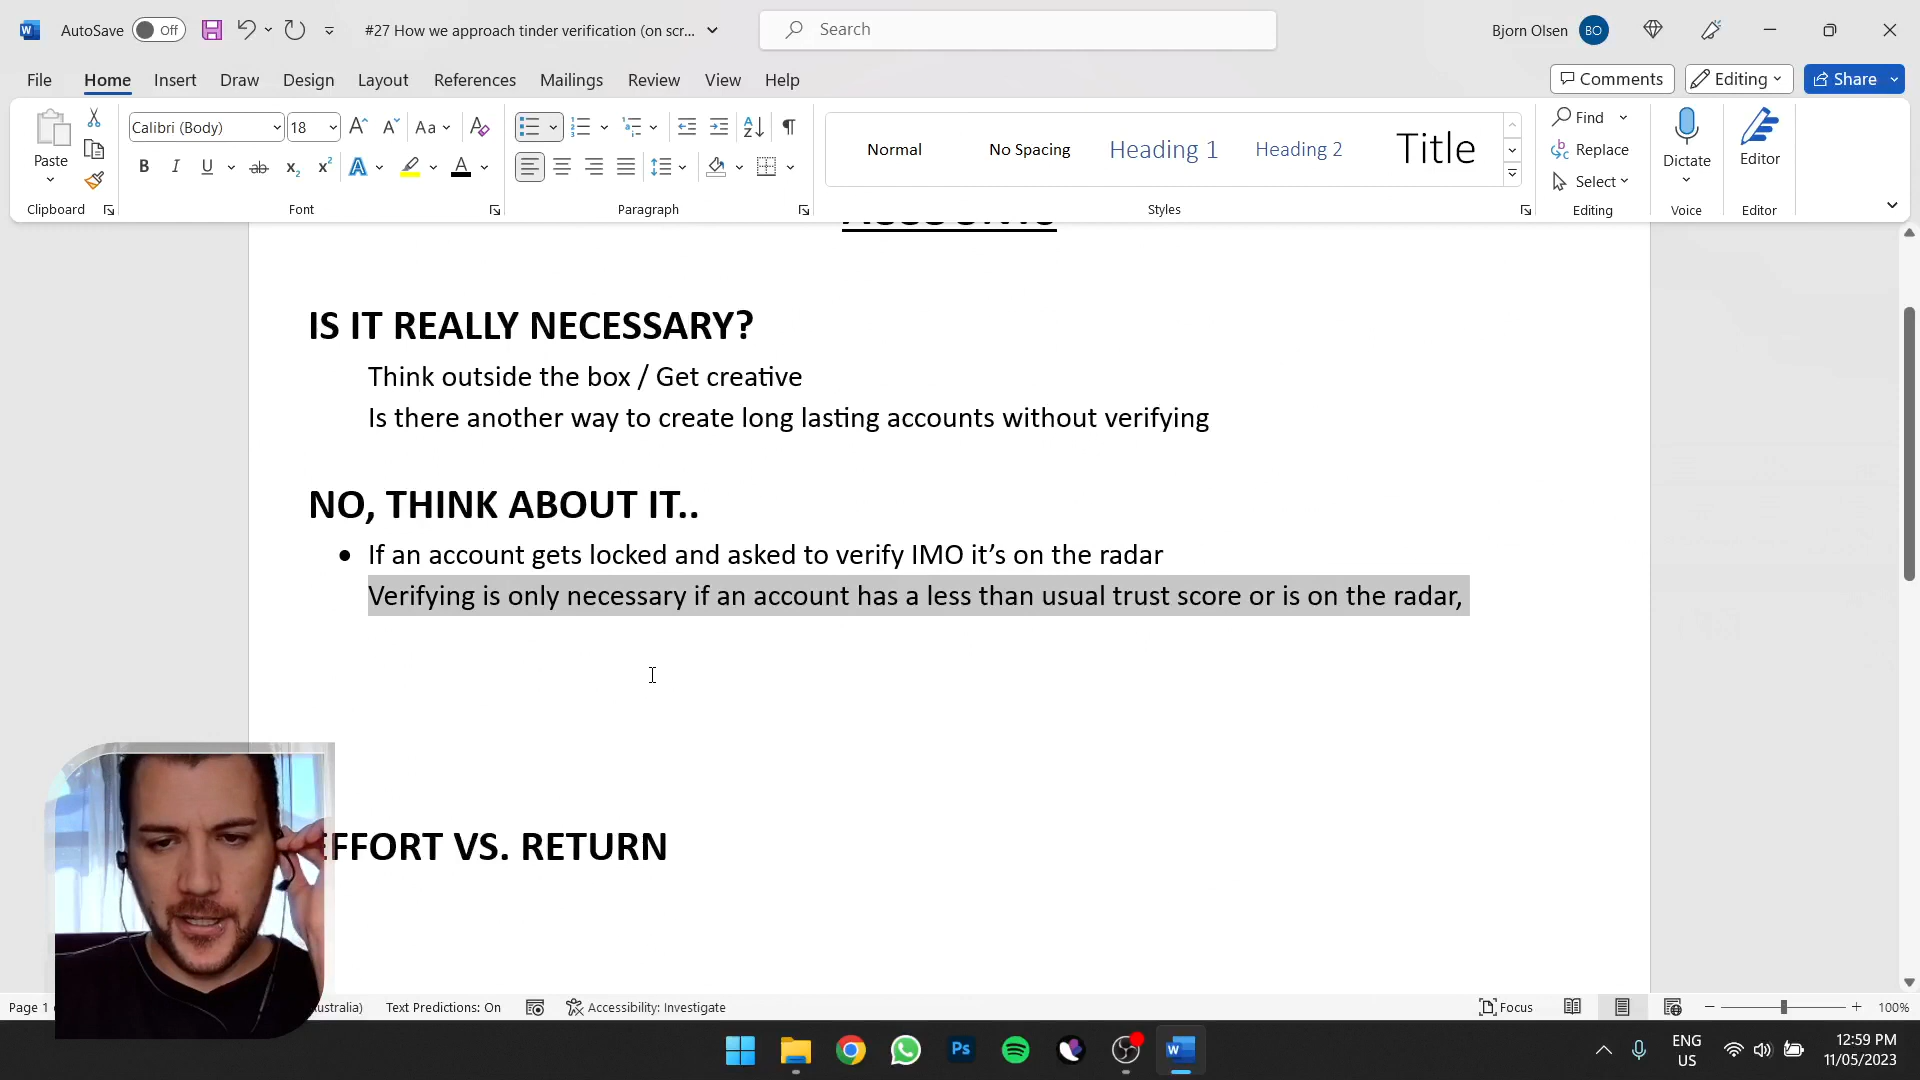 AutoSave Off #27 How we approach tinder verification (on scr... Search Bjorn Olsen BO
File Home Insert Draw Design Layout References Mailings Review View Help Comments Editing Share
Paste Calibri (Body) 18 Aa Normal No Spacing Heading 1 Heading 2 Title Find Replace Select Dictate Editor
Clipboard Font Paragraph Styles Editing Voice Editor
IS IT REALLY NECESSARY?
Think outside the box / Get creative
Is there another way to create long lasting accounts without verifying
NO, THINK ABOUT IT..
• If an account gets locked and asked to verify IMO it’s on the radar
Verifying is only necessary if an account has a less than usual trust score or is on the radar,
EFFORT VS. RETURN
Page 1 ustralia) Text Predictions: On Accessibility: Investigate Focus 100%
Ps W ENG US 12:59 PM
11/05/2023